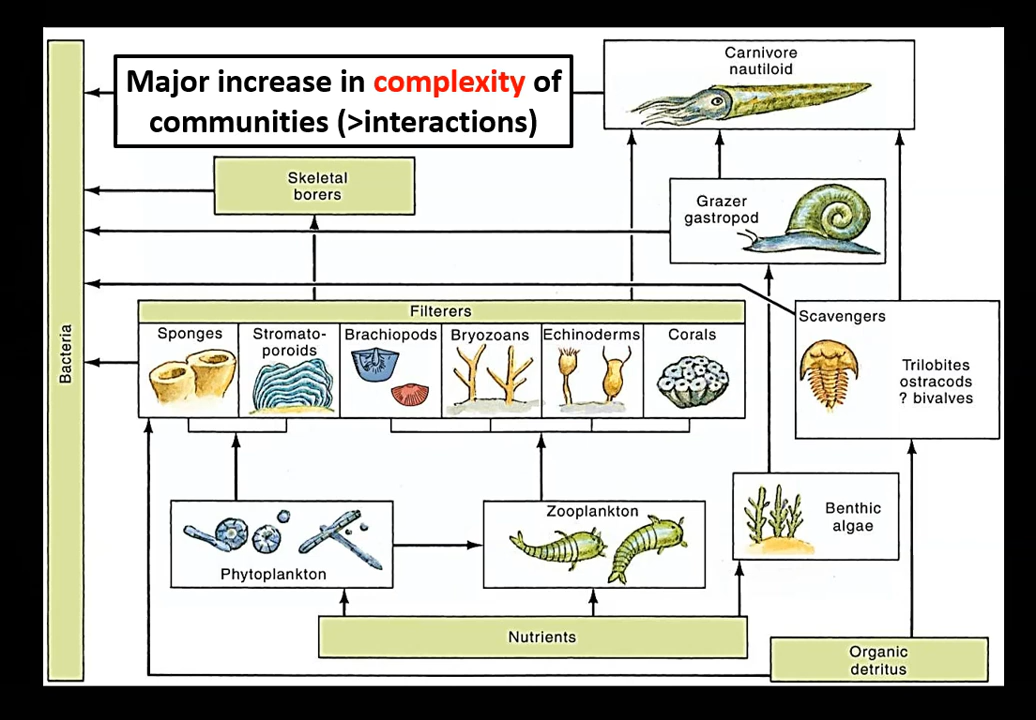 Major increase in complexity of
communities (>interactions)
Carnivore
nautiloid
Skeletal
borers
Grazer
gastropod
Bacteria
Filterers
Sponges
Stromato-
poroids
Brachiopods
Bryozoans
Echinoderms
Corals
Scavengers
Trilobites
ostracods
? bivalves
Phytoplankton
Zooplankton
Benthic
algae
Nutrients
Organic
detritus